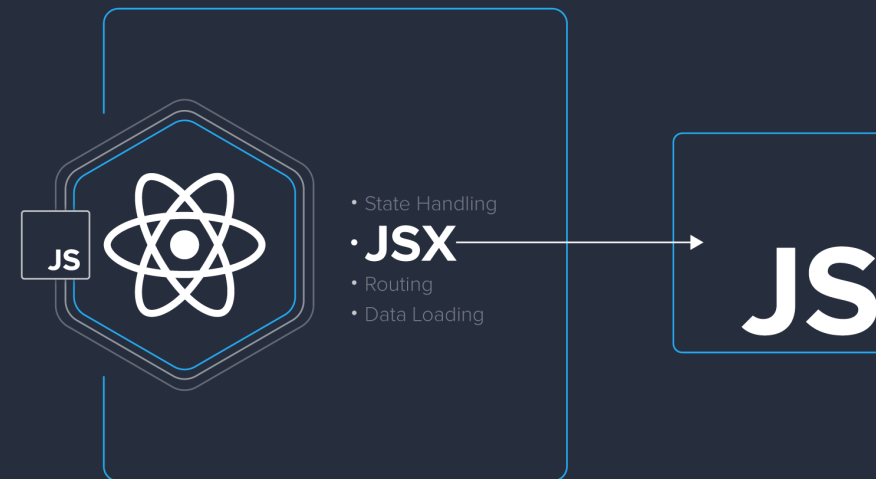 JS
• State Handling
• JSX
• Routing
• Data Loading
JS